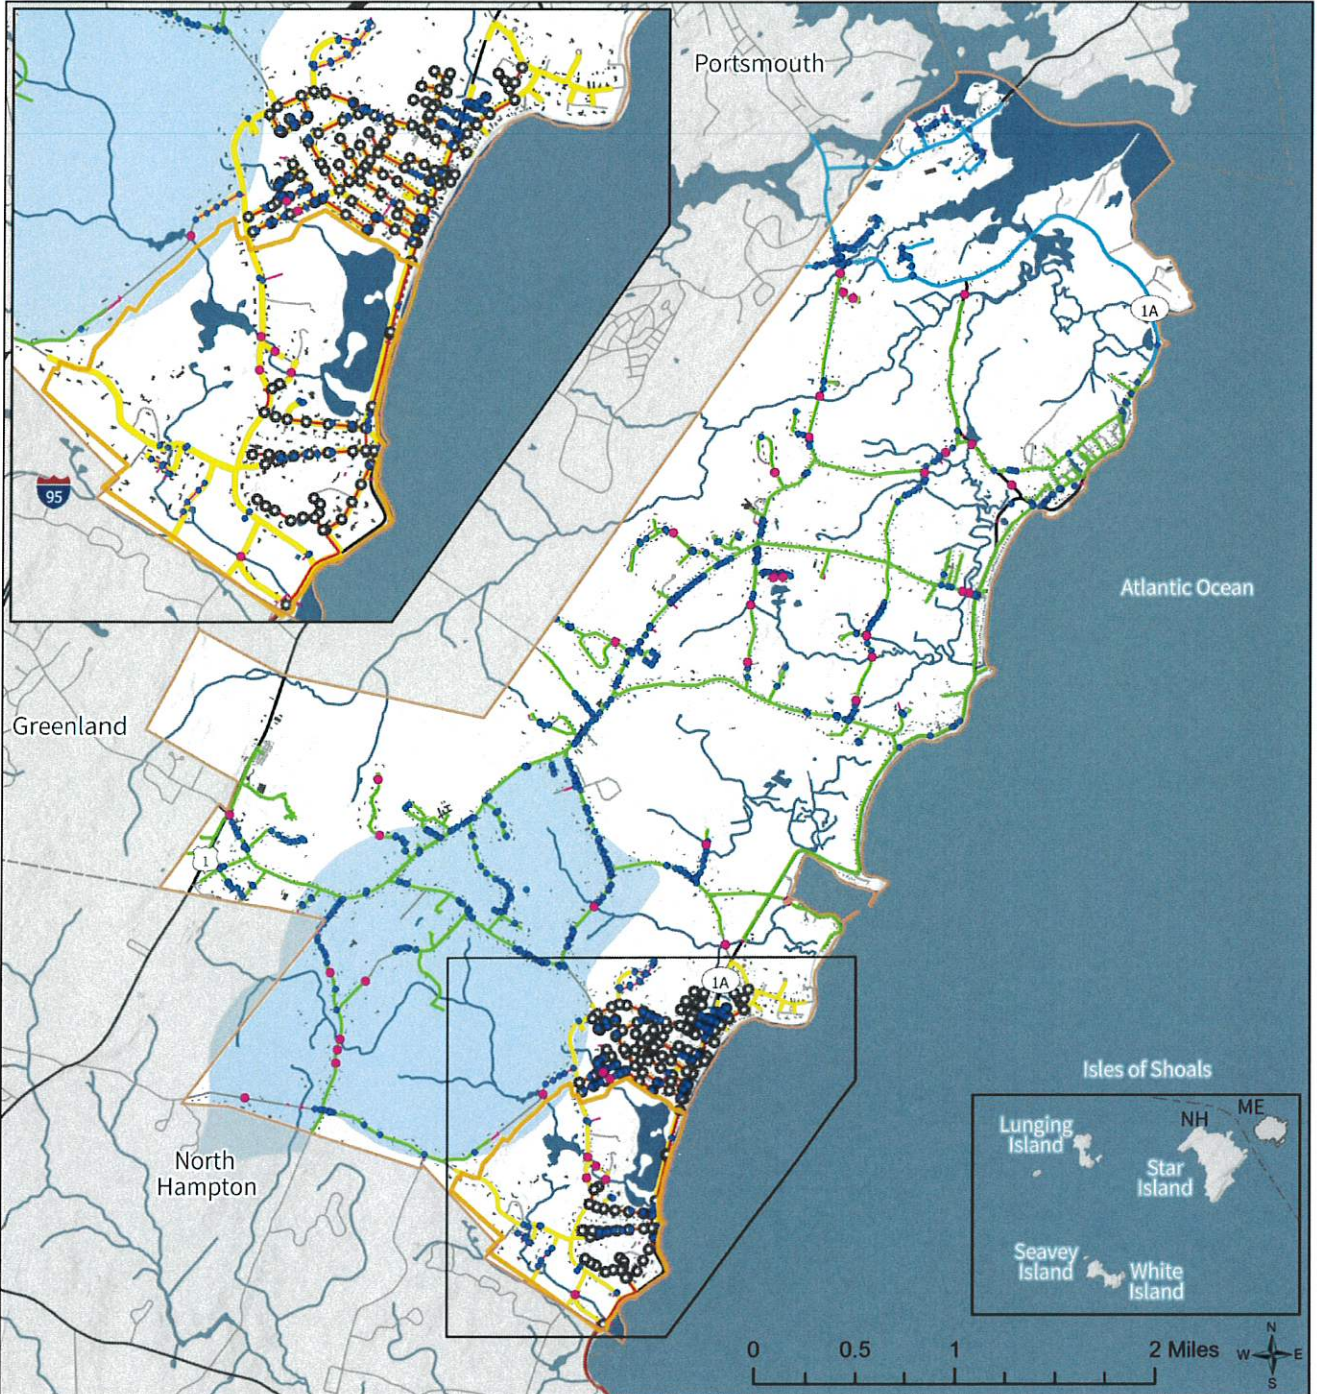 Portsmouth
95
1A
Atlantic Ocean
Greenland
1
1A
Isles of Shoals
Lunging
Island
NH
ME
Star
Island
North
Hampton
Seavey
Island
White
Island
0
0.5
1
2 Miles
N
W
E
S